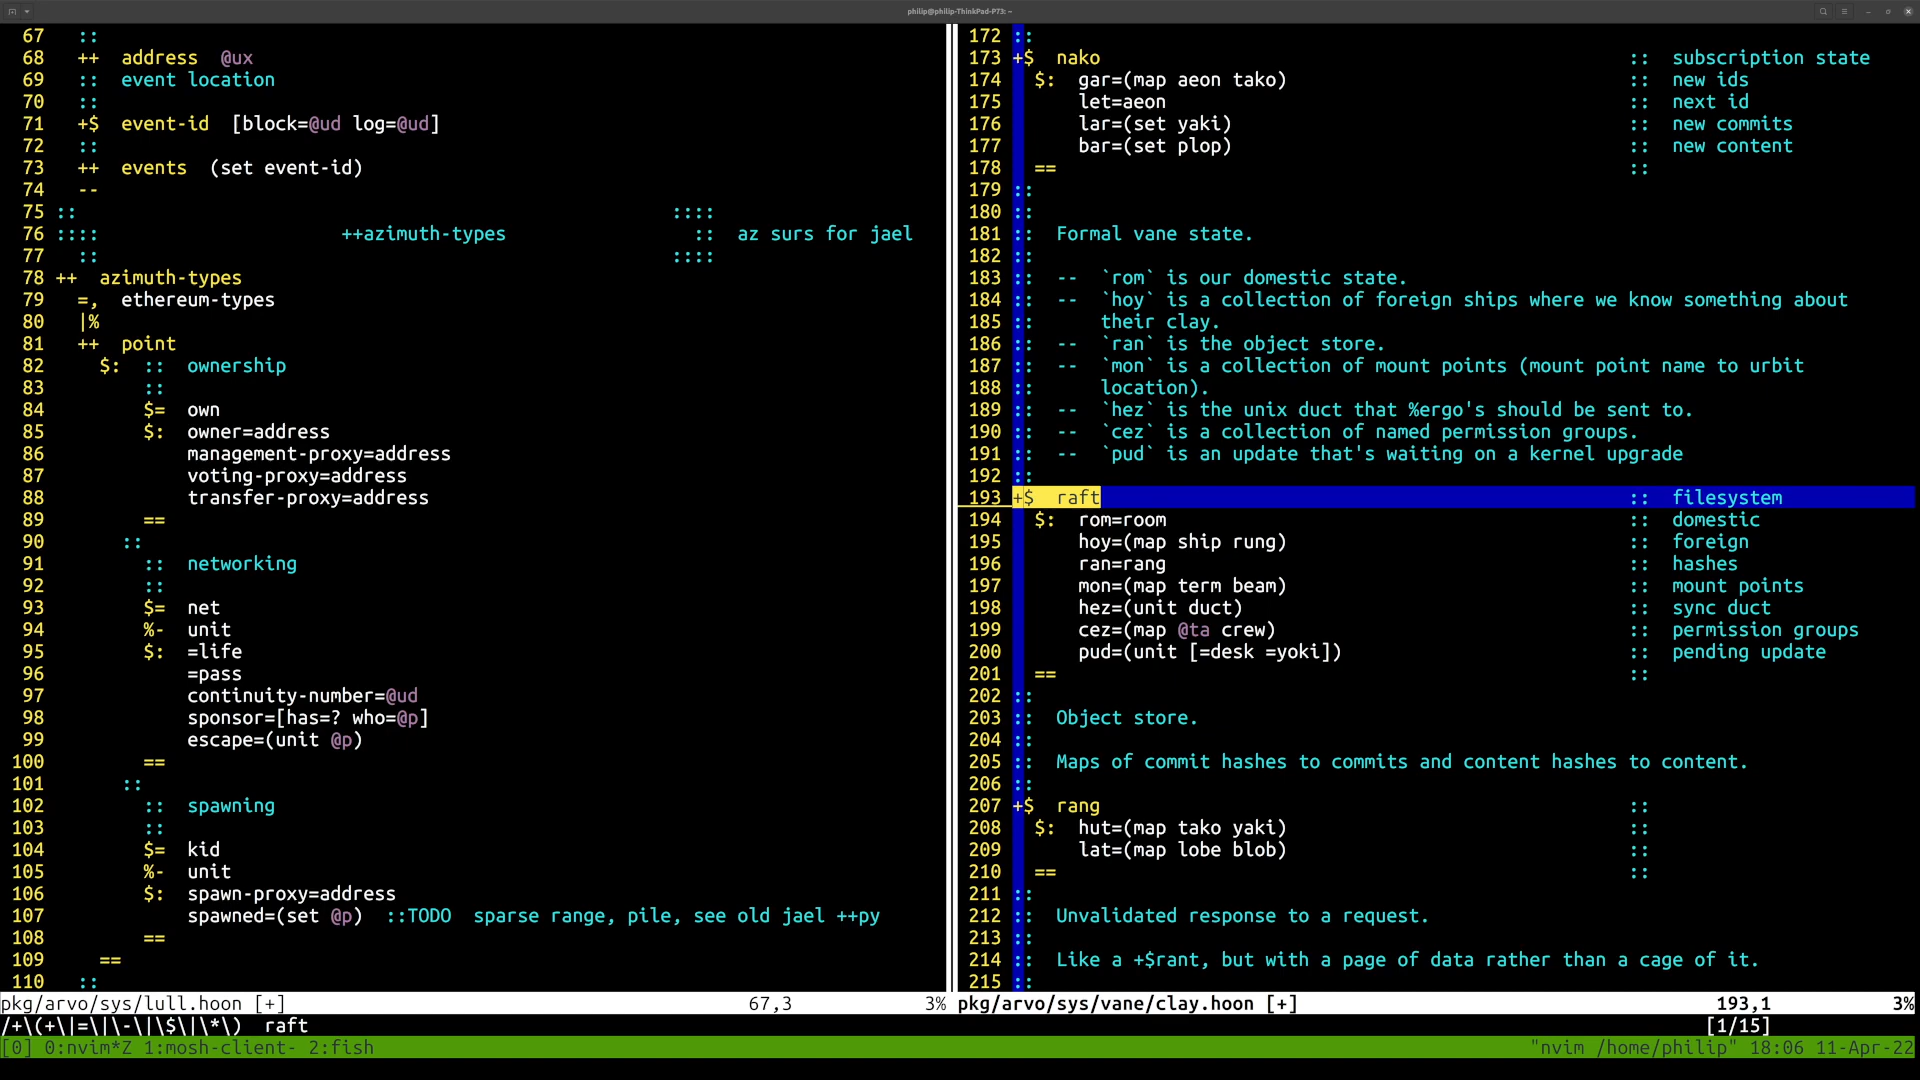 philip@philip-ThinkPad-P73: ~
67 ::
68 ++ address @ux
69 :: event location
70 ::
71 +$ event-id [block=@ud log=@ud]
72 ::
73 ++ events (set event-id)
74 --
75 :: ::::
76 :::: ++azimuth-types :: az surs for jael
77 :: ::::
78 ++ azimuth-types
79 =, ethereum-types
80 |%
81 ++ point
82 $: :: ownership
83 ::
84 $= own
85 $: owner=address
86 management-proxy=address
87 voting-proxy=address
88 transfer-proxy=address
89 ==
90 ::
91 :: networking
92 ::
93 $= net
94 %- unit
95 $: =life
96 =pass
97 continuity-number=@ud
98 sponsor=[has=? who=@p]
99 escape=(unit @p)
100 ==
101 ::
102 :: spawning
103 ::
104 $= kid
105 %- unit
106 $: spawn-proxy=address
107 spawned=(set @p) ::TODO sparse range, pile, see old jael ++py
108 ==
109 ==
110 ::
pkg/arvo/sys/lull.hoon [+] 67,3 3%
172 ::
173 +$ nako :: subscription state
174 $: gar=(map aeon tako) :: new ids
175 let=aeon :: next id
176 lar=(set yaki) :: new commits
177 bar=(set plop) :: new content
178 == ::
179 ::
180 ::
181 :: Formal vane state.
182 ::
183 :: -- `rom` is our domestic state.
184 :: -- `hoy` is a collection of foreign ships where we know something about
185 :: their clay.
186 :: -- `ran` is the object store.
187 :: -- `mon` is a collection of mount points (mount point name to urbit
188 :: location).
189 :: -- `hez` is the unix duct that %ergo's should be sent to.
190 :: -- `cez` is a collection of named permission groups.
191 :: -- `pud` is an update that's waiting on a kernel upgrade
192 ::
193 +$ raft :: filesystem
194 $: rom=room :: domestic
195 hoy=(map ship rung) :: foreign
196 ran=rang :: hashes
197 mon=(map term beam) :: mount points
198 hez=(unit duct) :: sync duct
199 cez=(map @ta crew) :: permission groups
200 pud=(unit [=desk =yoki]) :: pending update
201 == ::
202 ::
203 :: Object store.
204 ::
205 :: Maps of commit hashes to commits and content hashes to content.
206 ::
207 +$ rang ::
208 $: hut=(map tako yaki) ::
209 lat=(map lobe blob) ::
210 == ::
211 ::
212 :: Unvalidated response to a request.
213 ::
214 :: Like a +$rant, but with a page of data rather than a cage of it.
215 ::
pkg/arvo/sys/vane/clay.hoon [+] 193,1 3%
/+\(+\|=\|\-\|\$\|\*\) raft [1/15]
[0] 0:nvim*Z 1:mosh-client- 2:fish "nvim /home/philip" 18:06 11-Apr-22